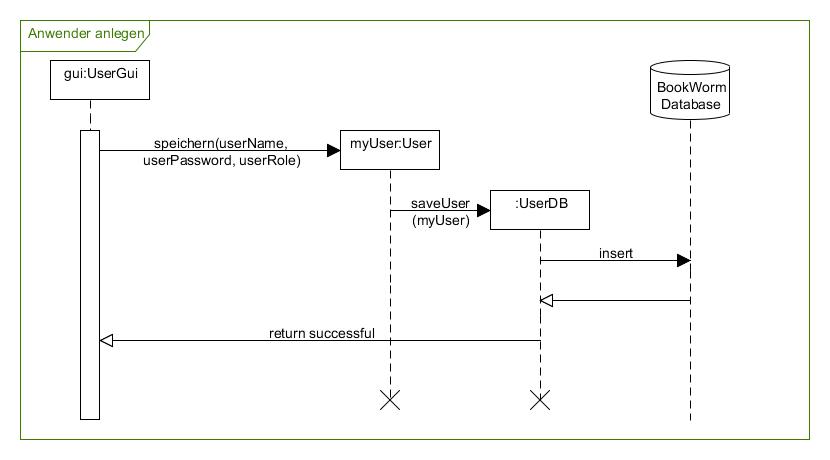 Anwender anlegen
gui:UserGui
BookWorm
Database
speichern(userName,
userPassword, userRole)
myUser:User
saveUser
(myUser)
:UserDB
insert
return successful